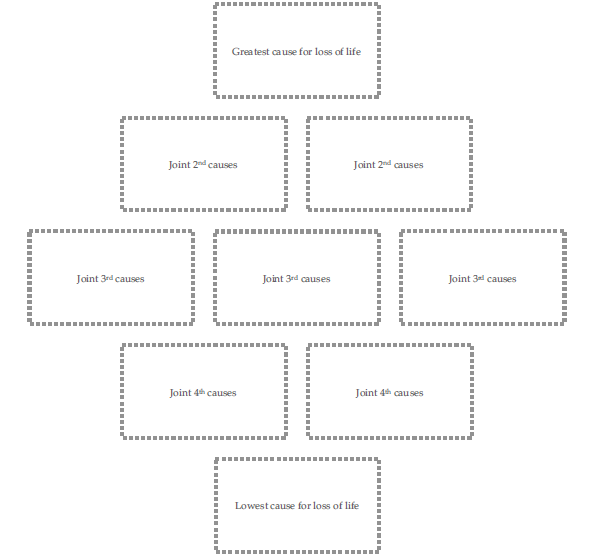 Greatest cause for loss of life
Joint 2nd causes
Joint 2nd causes
Joint 3rd causes
Joint 3rd causes
Joint 3rd causes
Joint 4th causes
Joint 4th causes
Lowest cause for loss of life